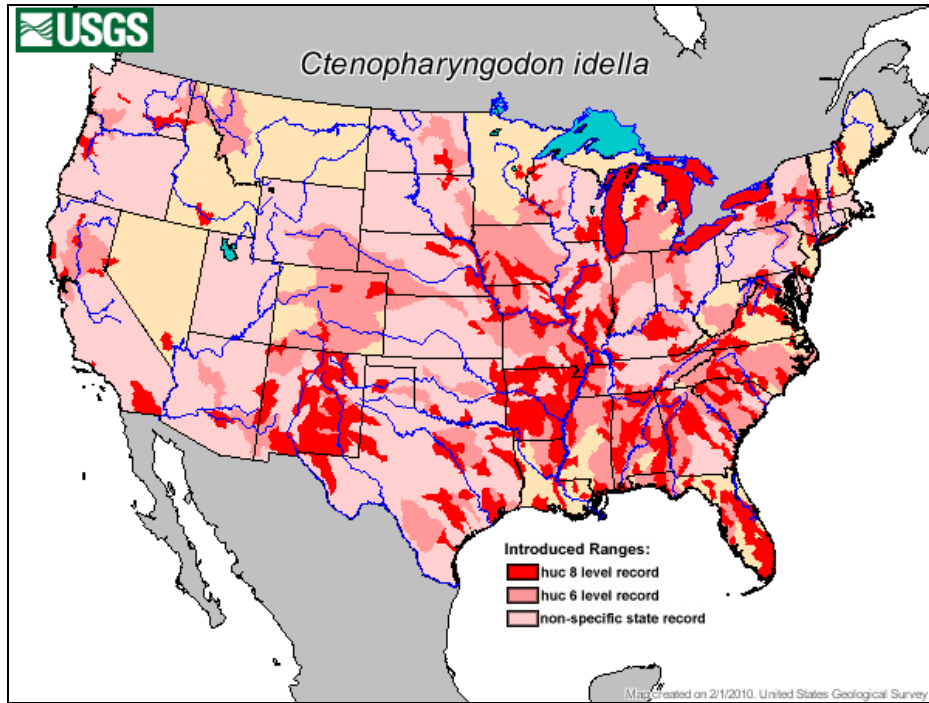 USGS
Ctenopharyngodon idella
Introduced Ranges:
huc 8 level record
huc 6 level record
non-specific state record
Map created on 2/1/2010. United States Geological Survey